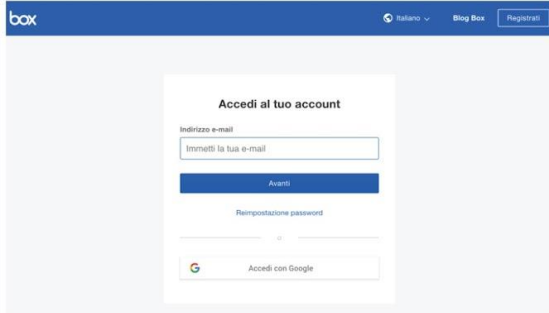 box
Italiano
Blog Box
Registrati
Accedi al tuo account
Indirizzo e-mail
Immetti la tua e-mail
Avanti
Reimpostazione password
Accedi con Google